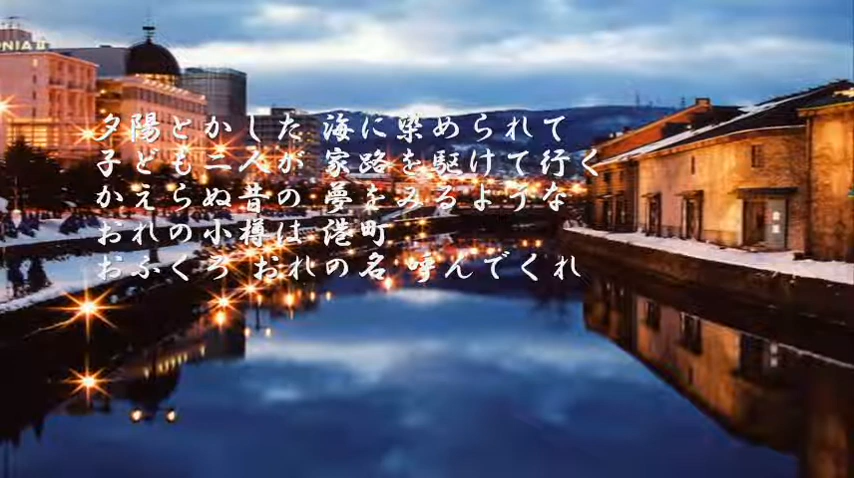 NIA II
夕陽とかした 海に染められて
子ども二人が 家路を駆けて行く
かえらぬ昔の 夢をみるような
おれの小樽は 港町
おふくろ おれの名 呼んでくれ